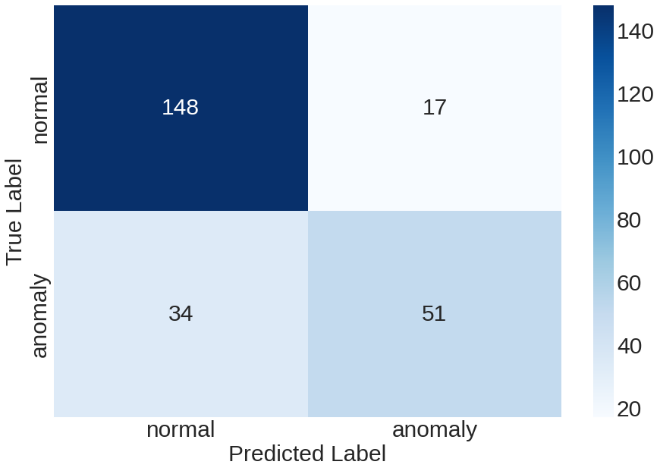 normal
148
17
anomaly
34
51
True Label
normal
anomaly
Predicted Label
140
120
100
80
60
40
20